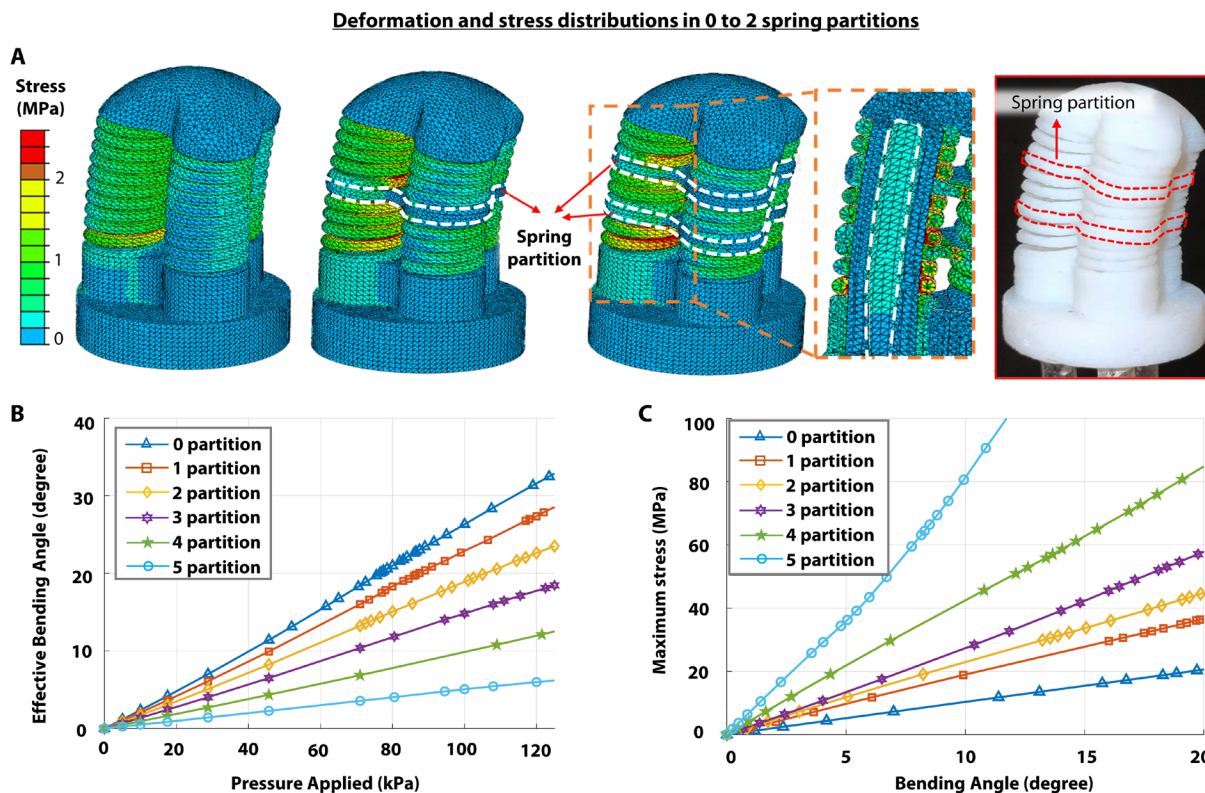 Deformation and stress distributions in 0 to 2 spring partitions
A
Stress
(MPa)
2
1
0
Spring
partition
Spring partition
B
40
30
20
10
0
0
20
40
60
80
100
120
Effective Bending Angle (degree)
Pressure Applied (kPa)
0 partition
1 partition
2 partition
3 partition
4 partition
5 partition
C
100
80
60
40
20
0
0
5
10
15
20
Maximum stress (MPa)
Bending Angle (degree)
0 partition
1 partition
2 partition
3 partition
4 partition
5 partition